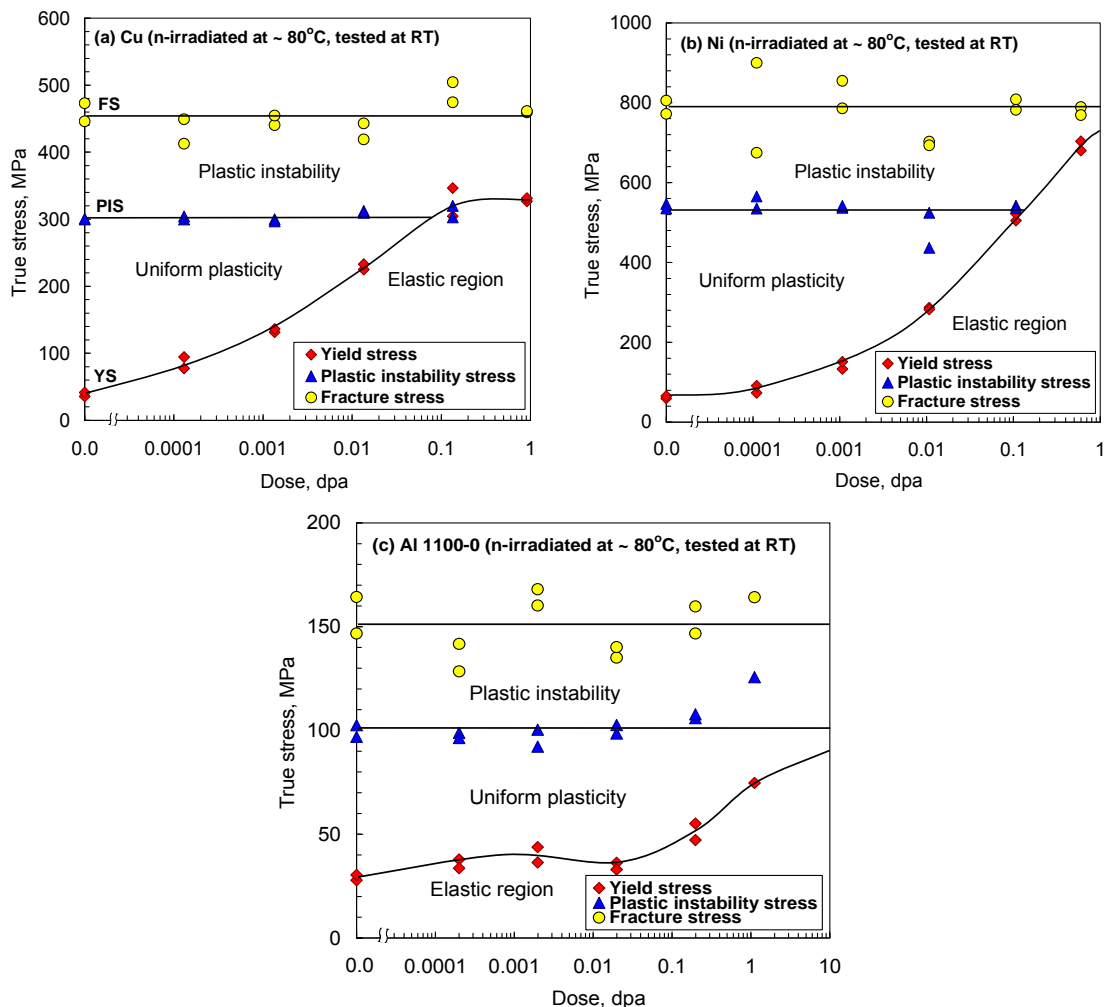 (a) Cu (n-irradiated at ~ 80°C, tested at RT)
600
500
400
300
200
100
0
True stress, MPa
FS
Plastic instability
PIS
Uniform plasticity
Elastic region
YS
Yield stress
Plastic instability stress
Fracture stress
0.0 0.0001 0.001 0.01 0.1 1
Dose, dpa
(b) Ni (n-irradiated at ~ 80°C, tested at RT)
1000
800
600
400
200
0
True stress, MPa
Plastic instability
Uniform plasticity
Elastic region
Yield stress
Plastic instability stress
Fracture stress
0.0 0.0001 0.001 0.01 0.1 1
Dose, dpa
(c) Al 1100-0 (n-irradiated at ~ 80°C, tested at RT)
200
150
100
50
0
True stress, MPa
Plastic instability
Uniform plasticity
Elastic region
Yield stress
Plastic instability stress
Fracture stress
0.0 0.0001 0.001 0.01 0.1 1 10
Dose, dpa